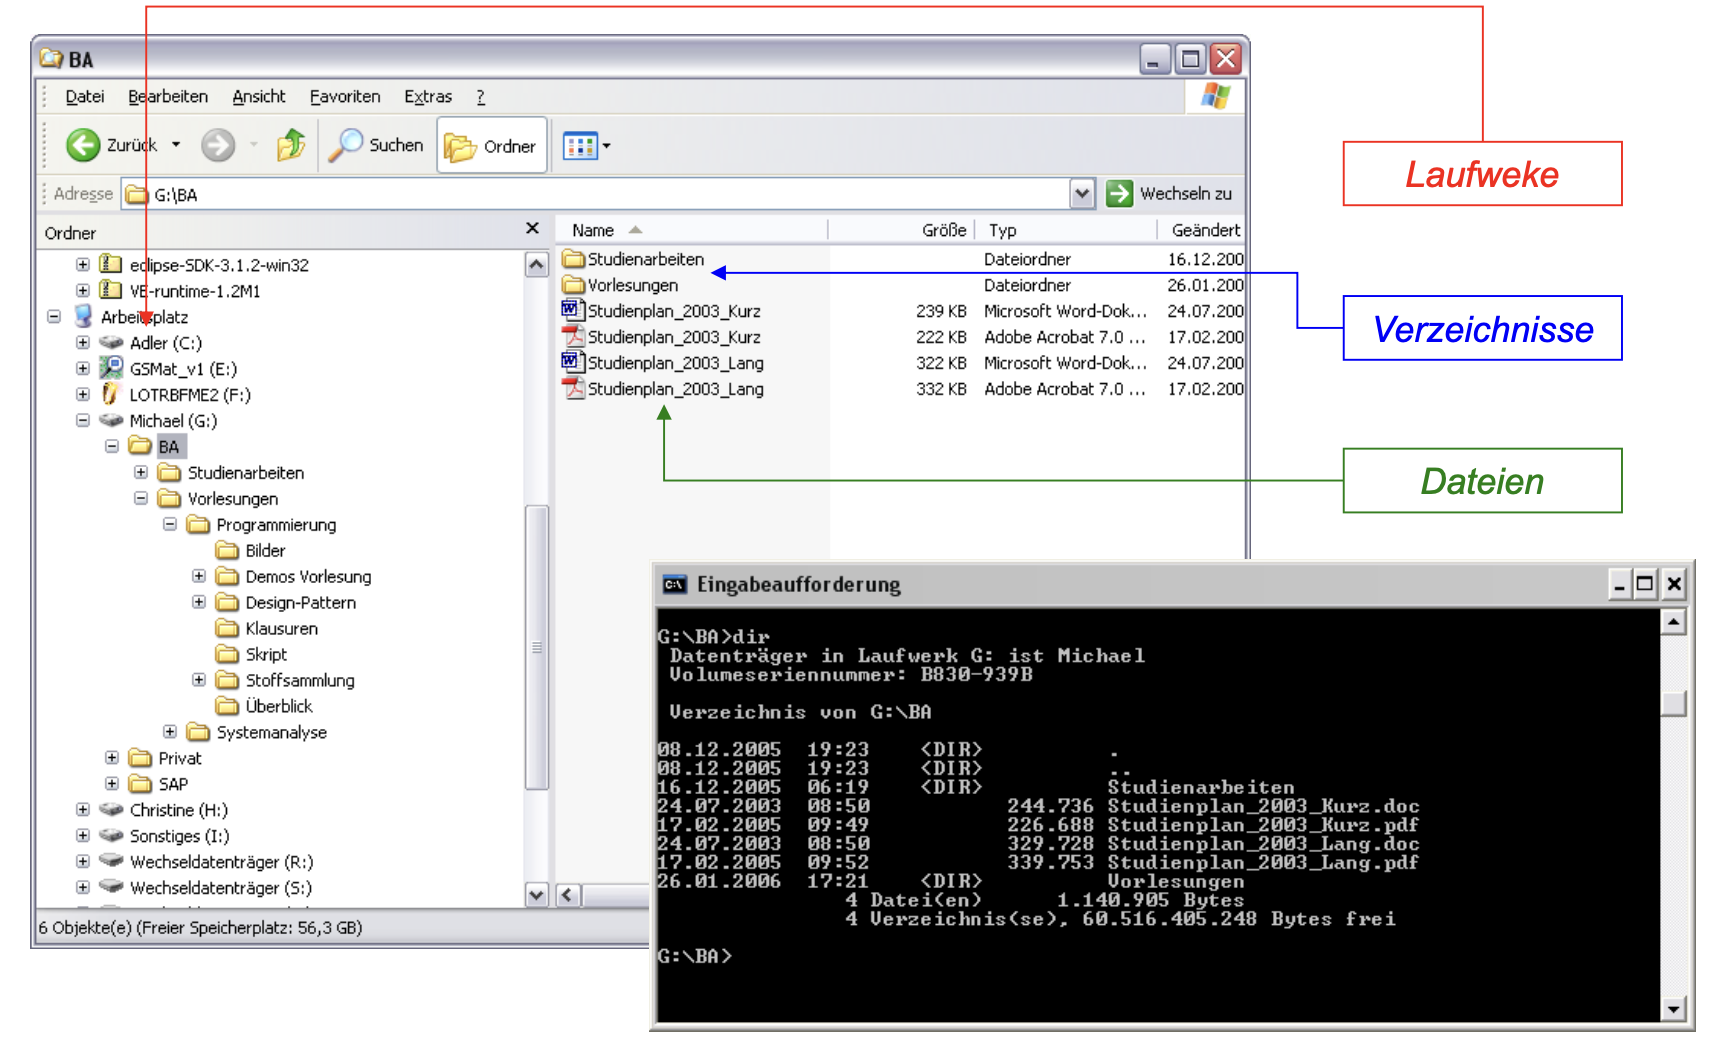 BA
Datei Bearbeiten Ansicht Favoriten Extras ?
Zurück Suchen Ordner
Adresse G:\BA Wechseln zu
Ordner
eclipse-SDK-3.1.2-win32
VE-runtime-1.2M1
Arbeitsplatz
Adler (C:)
GSMat_v1 (E:)
LOTRBFME2 (F:)
Michael (G:)
BA
Studienarbeiten
Vorlesungen
Programmierung
Bilder
Demos Vorlesung
Design-Pattern
Klausuren
Skript
Stoffsammlung
Überblick
Systemanalyse
Privat
SAP
Christine (H:)
Sonstiges (I:)
Wechseldatenträger (R:)
Wechseldatenträger (S:)
Name Größe Typ Geändert
Studienarbeiten Dateiordner 16.12.200
Vorlesungen Dateiordner 26.01.200
Studienplan_2003_Kurz 239 KB Microsoft Word-Dok... 24.07.200
Studienplan_2003_Kurz 222 KB Adobe Acrobat 7.0 ... 17.02.200
Studienplan_2003_Lang 322 KB Microsoft Word-Dok... 24.07.200
Studienplan_2003_Lang 332 KB Adobe Acrobat 7.0 ... 17.02.200
6 Objekte(e) (Freier Speicherplatz: 56,3 GB)
Laufweke
Verzeichnisse
Dateien
C:\ Eingabeaufforderung
G:\BA>dir
Datenträger in Laufwerk G: ist Michael
Volumeseriennummer: B830-939B
Verzeichnis von G:\BA
08.12.2005 19:23 <DIR> .
08.12.2005 19:23 <DIR> ..
16.12.2005 06:19 <DIR> Studienarbeiten
24.07.2003 08:50 244.736 Studienplan_2003_Kurz.doc
17.02.2005 09:49 226.688 Studienplan_2003_Kurz.pdf
24.07.2003 08:50 329.728 Studienplan_2003_Lang.doc
17.02.2005 09:52 339.753 Studienplan_2003_Lang.pdf
26.01.2006 17:21 <DIR> Vorlesungen
4 Datei(en) 1.140.905 Bytes
4 Verzeichnis(se), 60.516.405.248 Bytes frei
G:\BA>